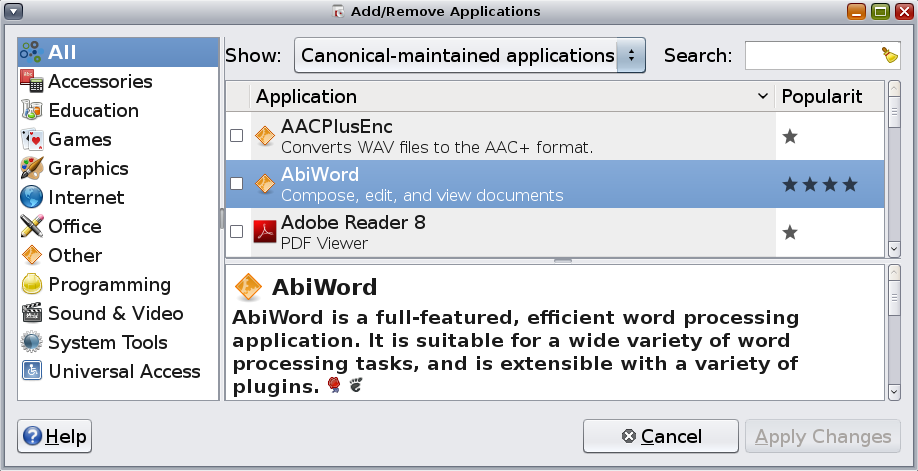 Add/Remove Applications
All
Accessories
Education
Games
Graphics
Internet
Office
Other
Programming
Sound & Video
System Tools
Universal Access
Show: Canonical-maintained applications Search:
Application Popularit
AACPlusEnc
Converts WAV files to the AAC+ format.
AbiWord
Compose, edit, and view documents
Adobe Reader 8
PDF Viewer
AbiWord
AbiWord is a full-featured, efficient word processing
application. It is suitable for a wide variety of word
processing tasks, and is extensible with a variety of
plugins.
Help Cancel Apply Changes